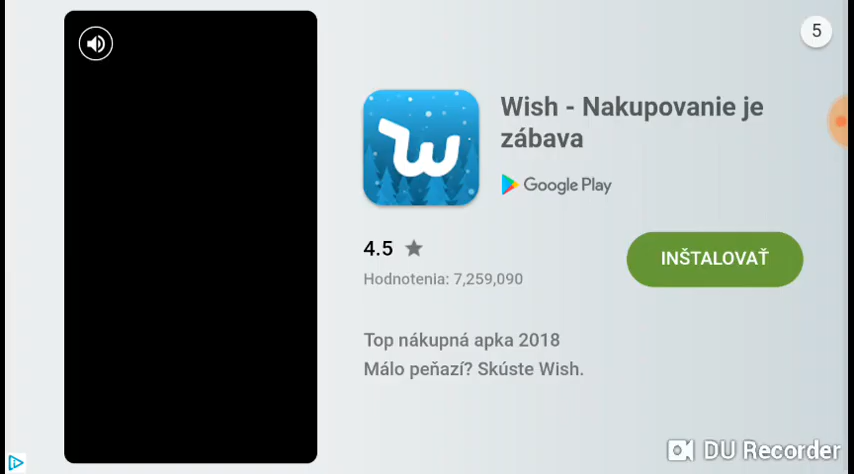 5
Wish - Nakupovanie je
zábava
Google Play
4.5
Hodnotenia: 7,259,090
INŠTALOVAŤ
Top nákupná apka 2018
Málo peňazí? Skúste Wish.
DU Recorder